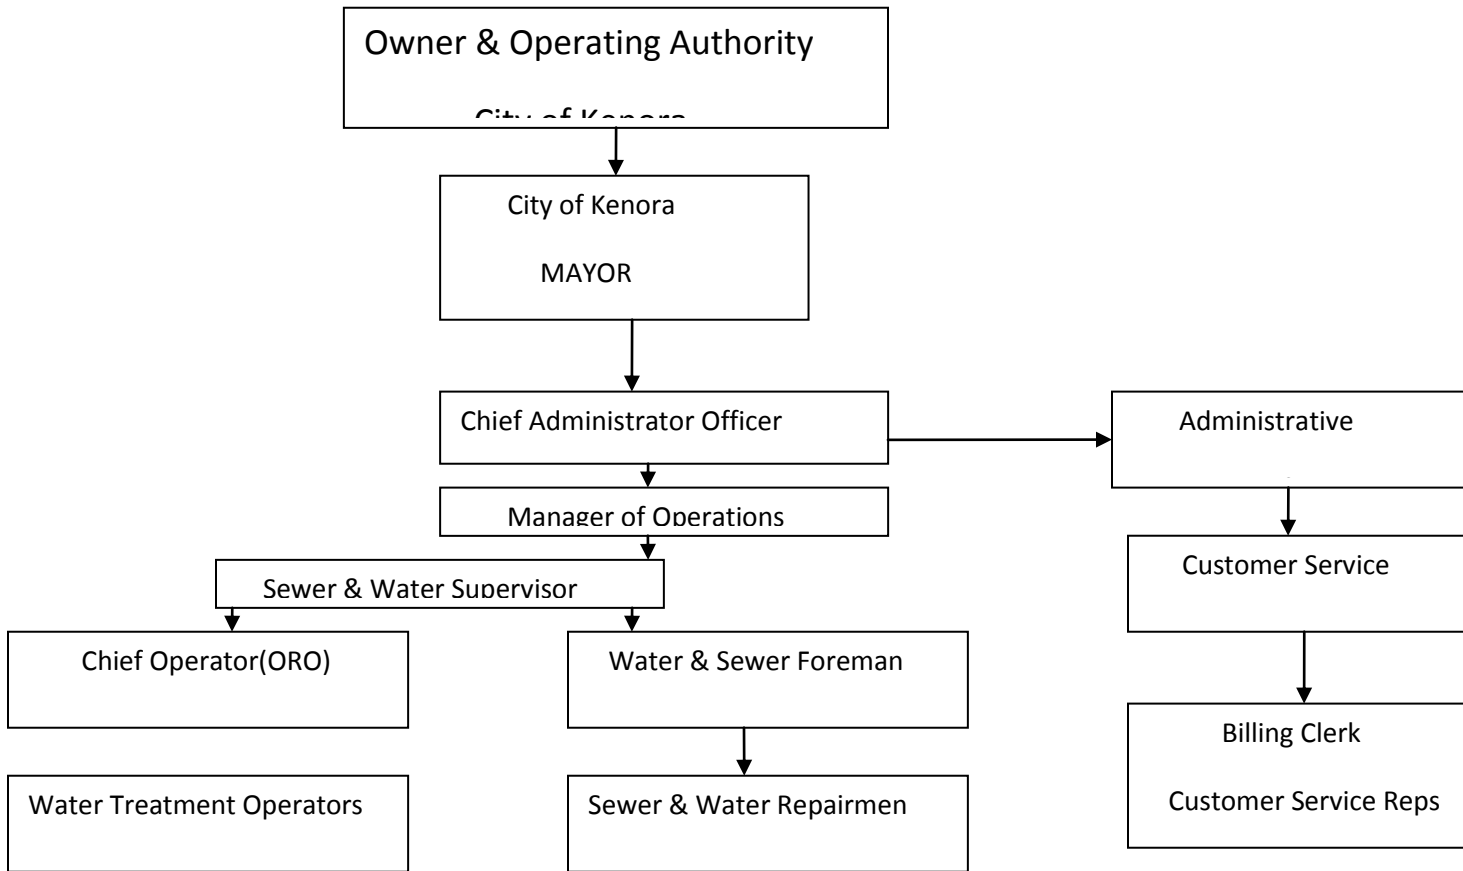 Owner & Operating Authority
City of Kenora
City of Kenora
MAYOR
Chief Administrator Officer
Administrative
Manager of Operations
Customer Service
Sewer & Water Supervisor
Chief Operator(ORO)
Water & Sewer Foreman
Billing Clerk
Customer Service Reps
Water Treatment Operators
Sewer & Water Repairmen